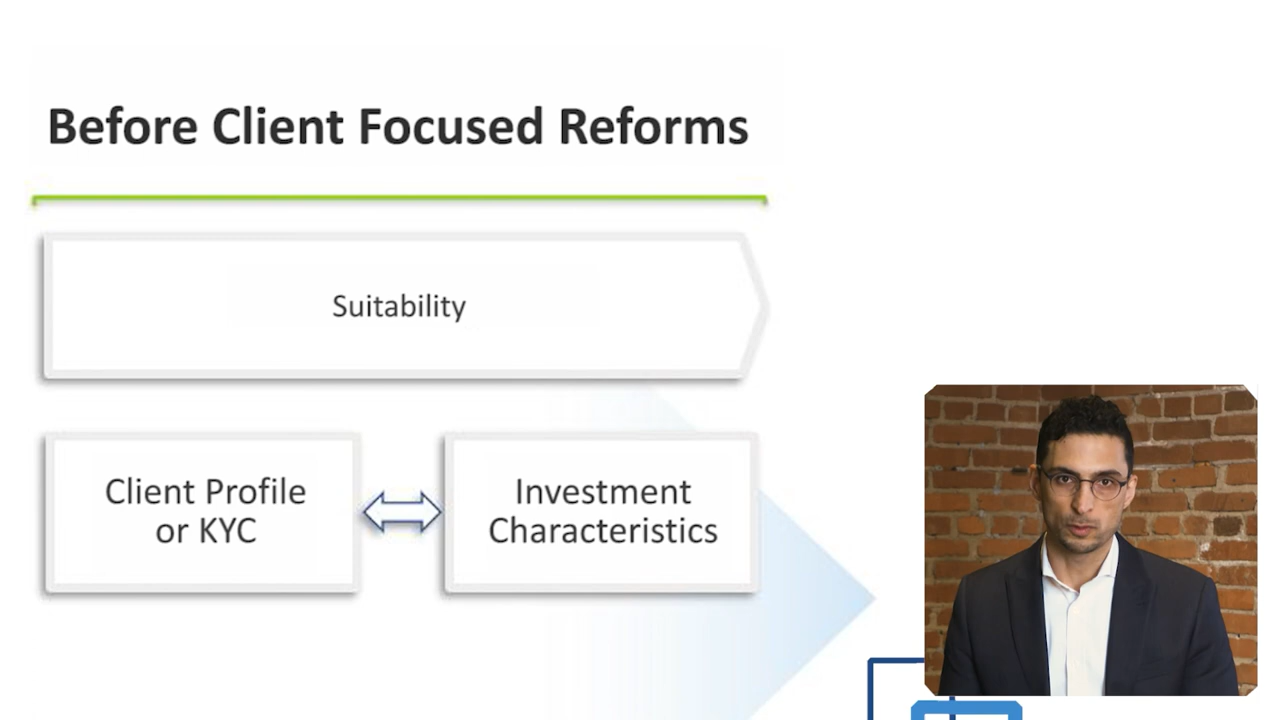 Before Client Focused Reforms
Suitability
Client Profile
or KYC
Investment
Characteristics